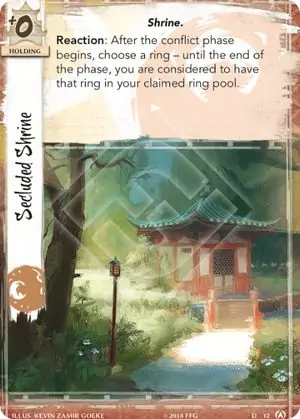 +0
HOLDING
Shrine.
Reaction: After the conflict phase
begins, choose a ring – until the end of
the phase, you are considered to have
that ring in your claimed ring pool.
Secluded Shrine
ILLUS. KEVIN ZAMIR GOEKE
© 2018 FFG
D 12